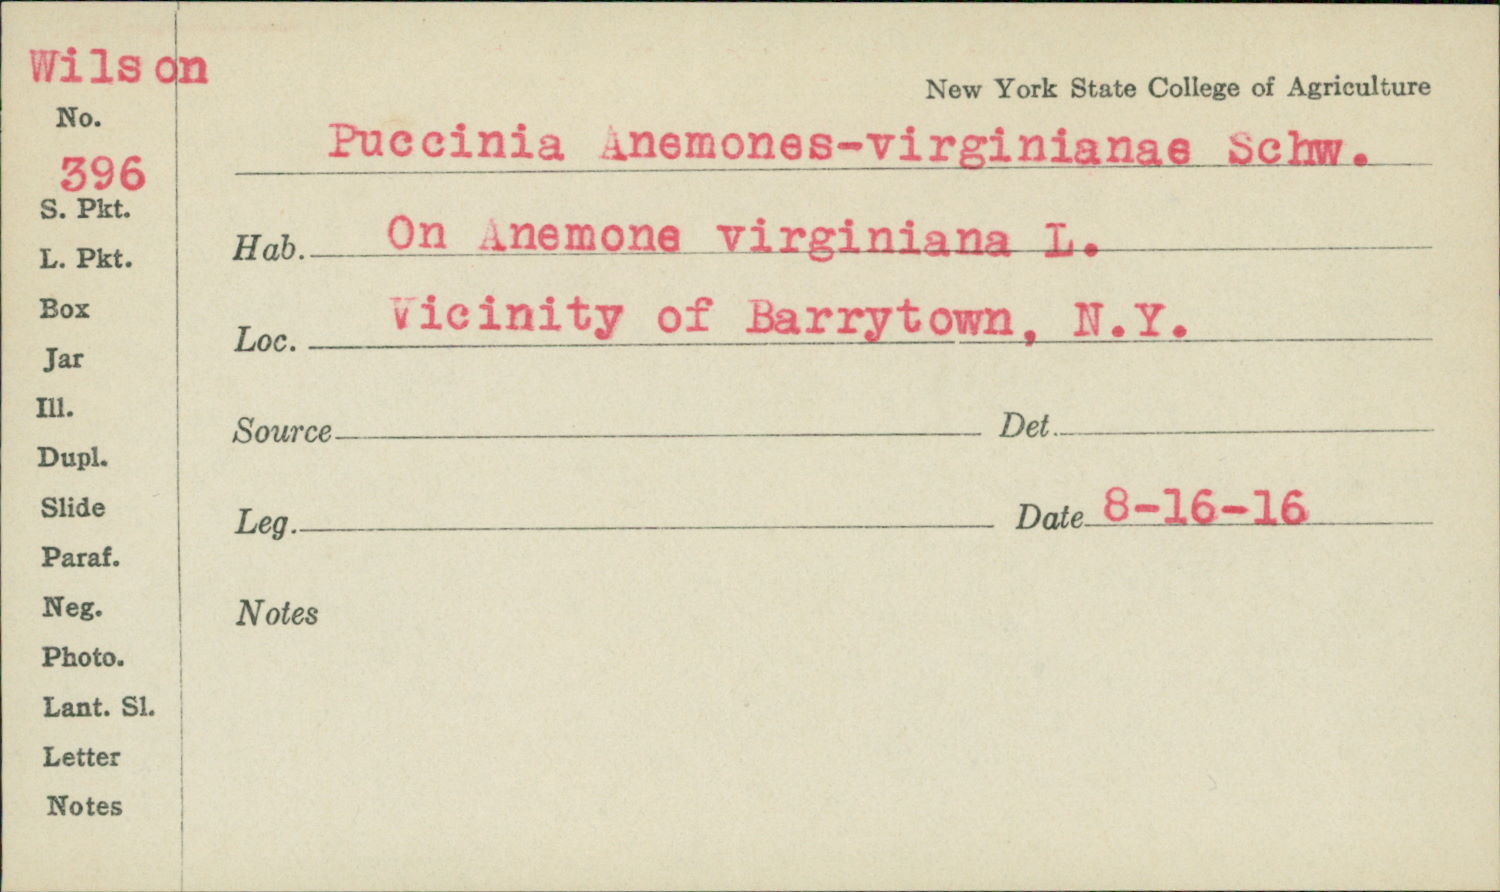 Wilson
No.
396
S. Pkt.
L. Pkt.
Box
Jar
Ill.
Dupl.
Slide
Paraf.
Neg.
Photo.
Lant. Sl.
Letter
Notes
New York State College of Agriculture
Puccinia Anemones-virginianae Schw.
Hab. On Anemone virginiana L.
Loc. Vicinity of Barrytown, N.Y.
Source Det.
Leg. Date 8-16-16
Notes